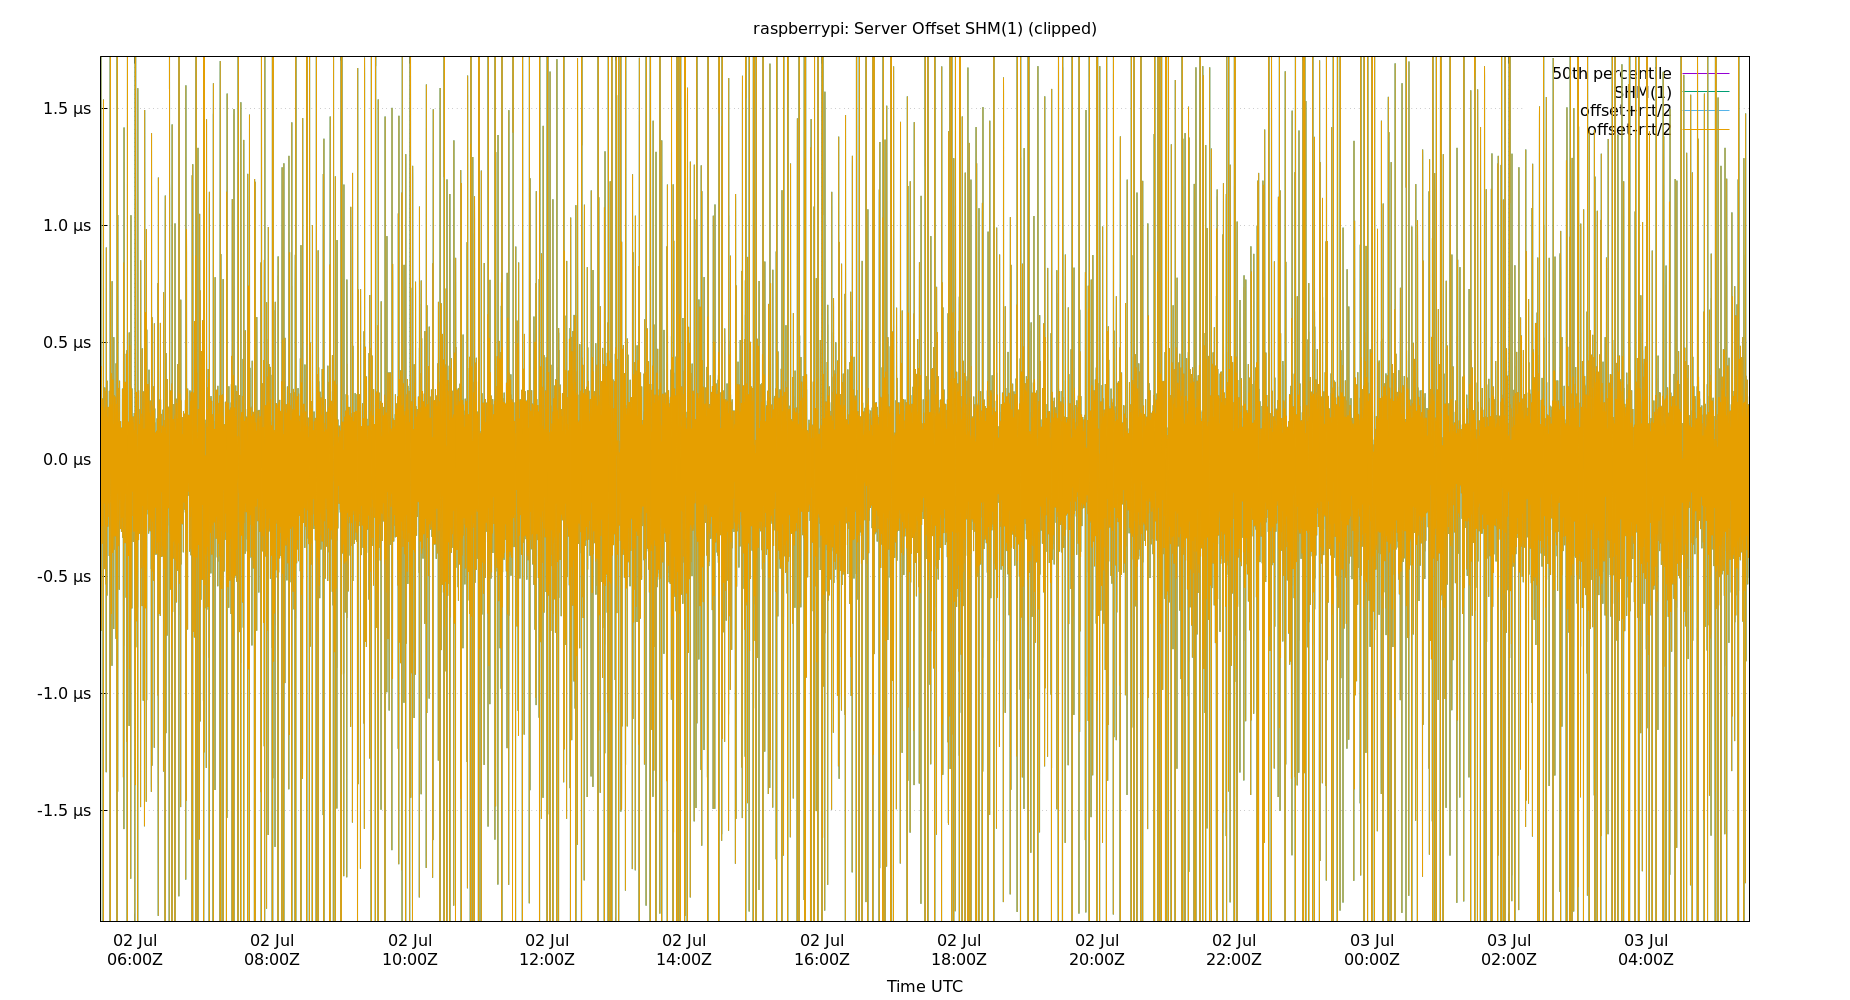 raspberrypi: Server Offset SHM(1) (clipped)
50th percentile
SHM(1)
offset+rtt/2
offset-rtt/2
1.5 µs
1.0 µs
0.5 µs
0.0 µs
-0.5 µs
-1.0 µs
-1.5 µs
02 Jul 02 Jul 02 Jul 02 Jul 02 Jul 02 Jul 02 Jul 02 Jul 02 Jul 03 Jul 03 Jul 03 Jul
06:00Z 08:00Z 10:00Z 12:00Z 14:00Z 16:00Z 18:00Z 20:00Z 22:00Z 00:00Z 02:00Z 04:00Z
Time UTC